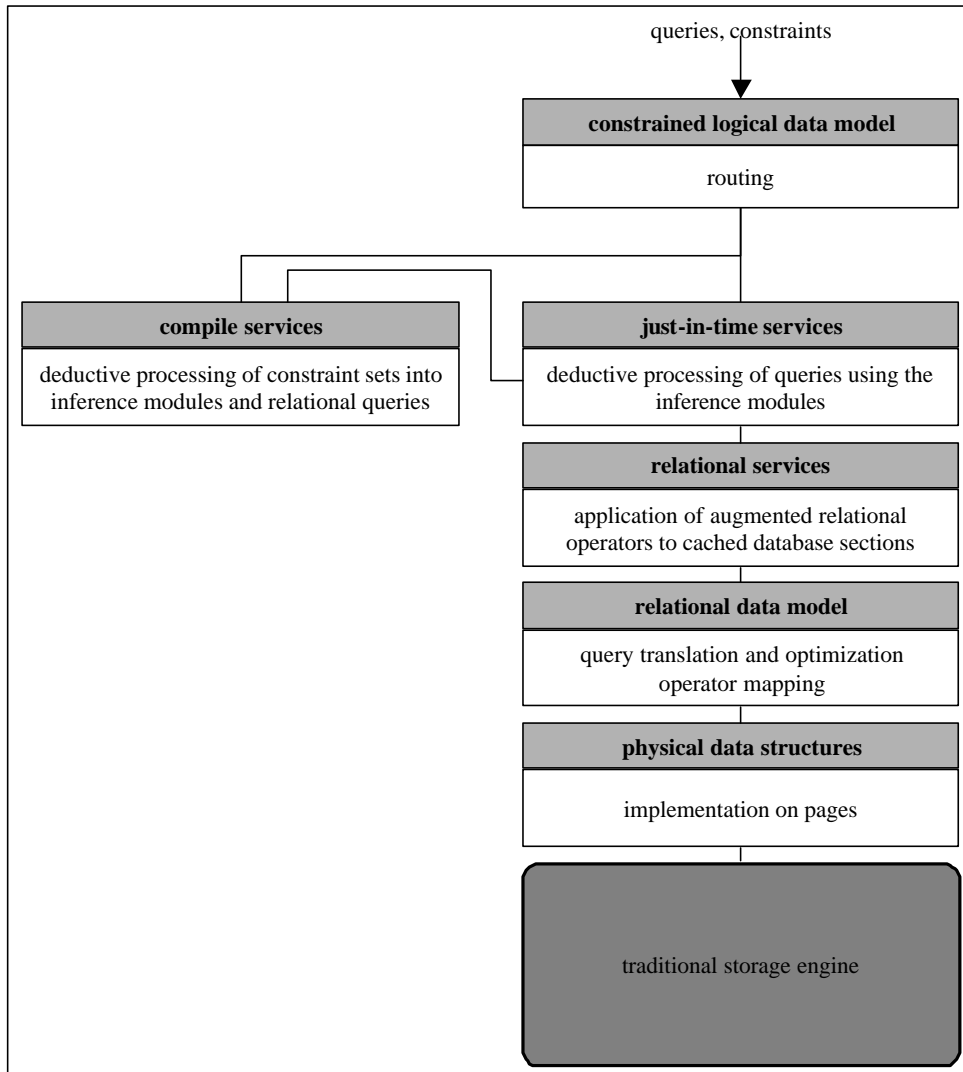 queries, constraints
constrained logical data model
routing
compile services
deductive processing of constraint sets into
inference modules and relational queries
just-in-time services
deductive processing of queries using the
inference modules
relational services
application of augmented relational
operators to cached database sections
relational data model
query translation and optimization
operator mapping
physical data structures
implementation on pages
traditional storage engine